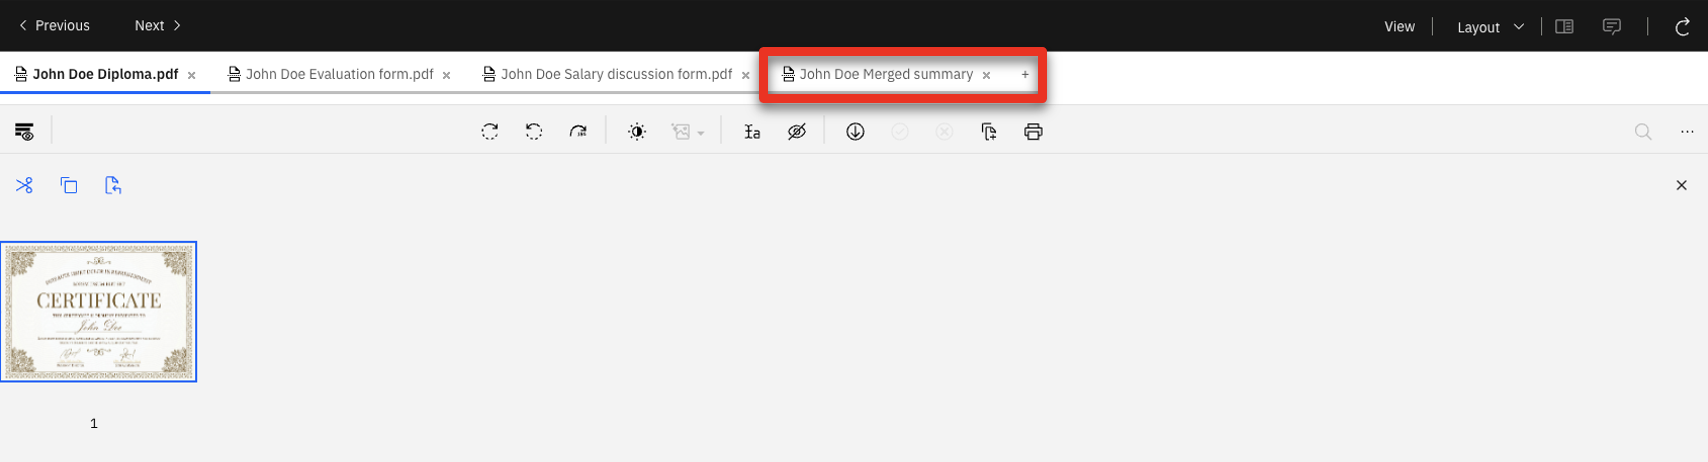 Previous Next View Layout
John Doe Diploma.pdf × John Doe Evaluation form.pdf × John Doe Salary discussion form.pdf × John Doe Merged summary × +
CERTIFICATE
John Doe
1